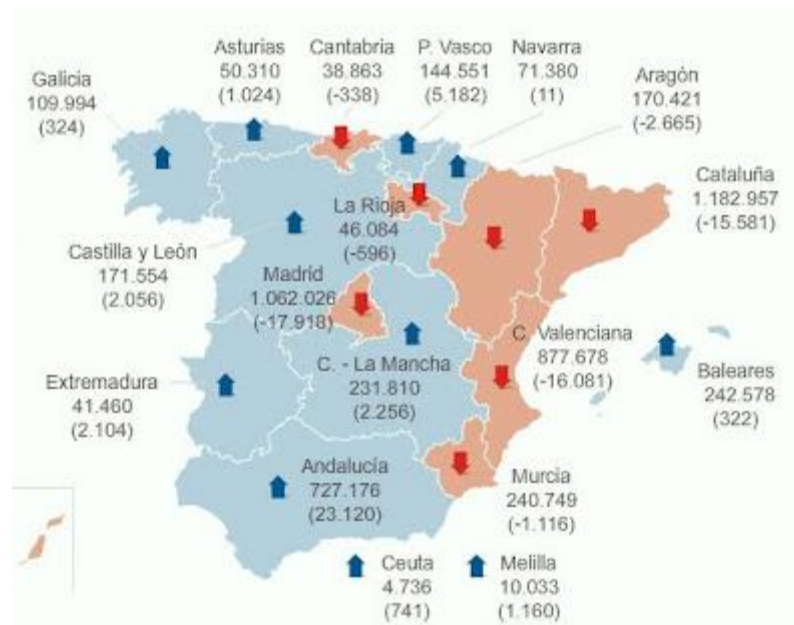 Asturias
50.310
(1.024)
Cantabria
38.863
(-338)
P. Vasco
144.551
(5.182)
Navarra
71.380
(11)
Aragón
170.421
(-2.665)
Galicia
109.994
(324)
Cataluña
1.182.957
(-15.581)
La Rioja
46.084
(-596)
Castilla y León
171.554
(2.056)
Madrid
1.062.026
(-17.918)
C. Valenciana
877.678
(-16.081)
C. - La Mancha
231.810
(2.256)
Baleares
242.578
(322)
Extremadura
41.460
(2.104)
Andalucía
727.176
(23.120)
Murcia
240.749
(-1.116)
Ceuta
4.736
(741)
Melilla
10.033
(1.160)